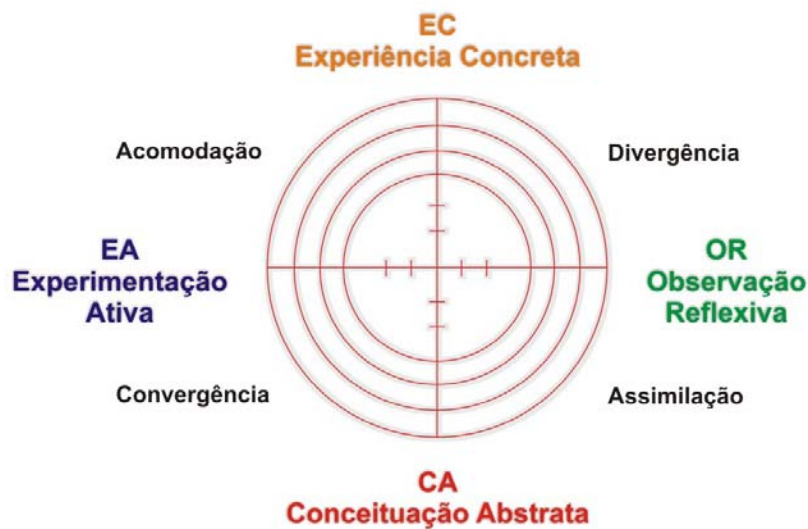 EC
Experiência Concreta
Acomodação
Divergência
EA
Experimentação
Ativa
OR
Observação
Reflexiva
Convergência
Assimilação
CA
Conceituação Abstrata